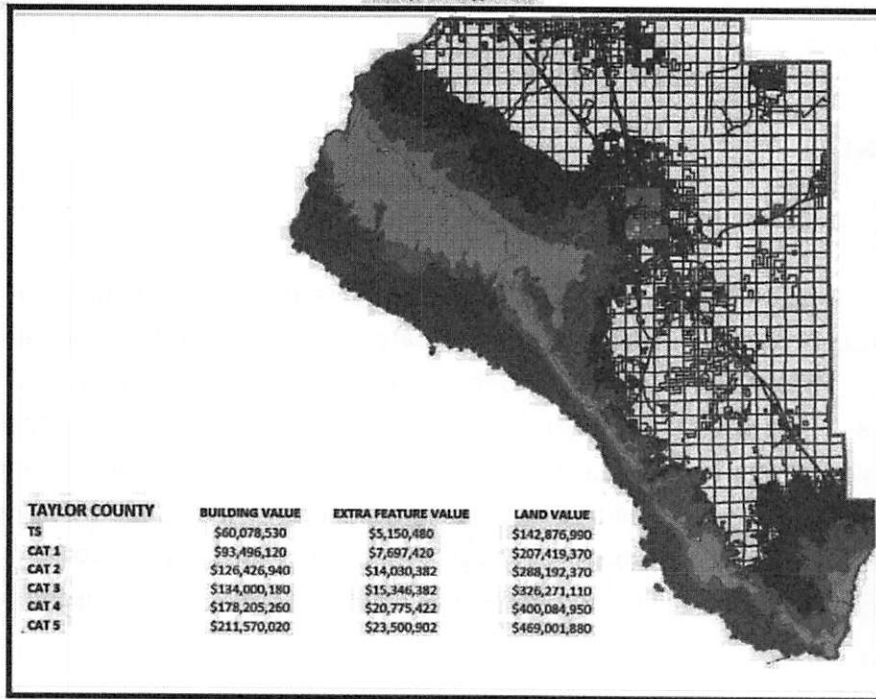 TAYLOR COUNTY BUILDING VALUE EXTRA FEATURE VALUE LAND VALUE
TS $60,078,530 $5,150,480 $142,876,990
CAT 1 $93,496,120 $7,697,420 $207,419,370
CAT 2 $126,426,940 $14,030,382 $288,192,370
CAT 3 $134,000,180 $15,346,382 $326,271,110
CAT 4 $178,205,260 $20,775,422 $400,084,950
CAT 5 $211,570,020 $23,500,902 $469,001,880